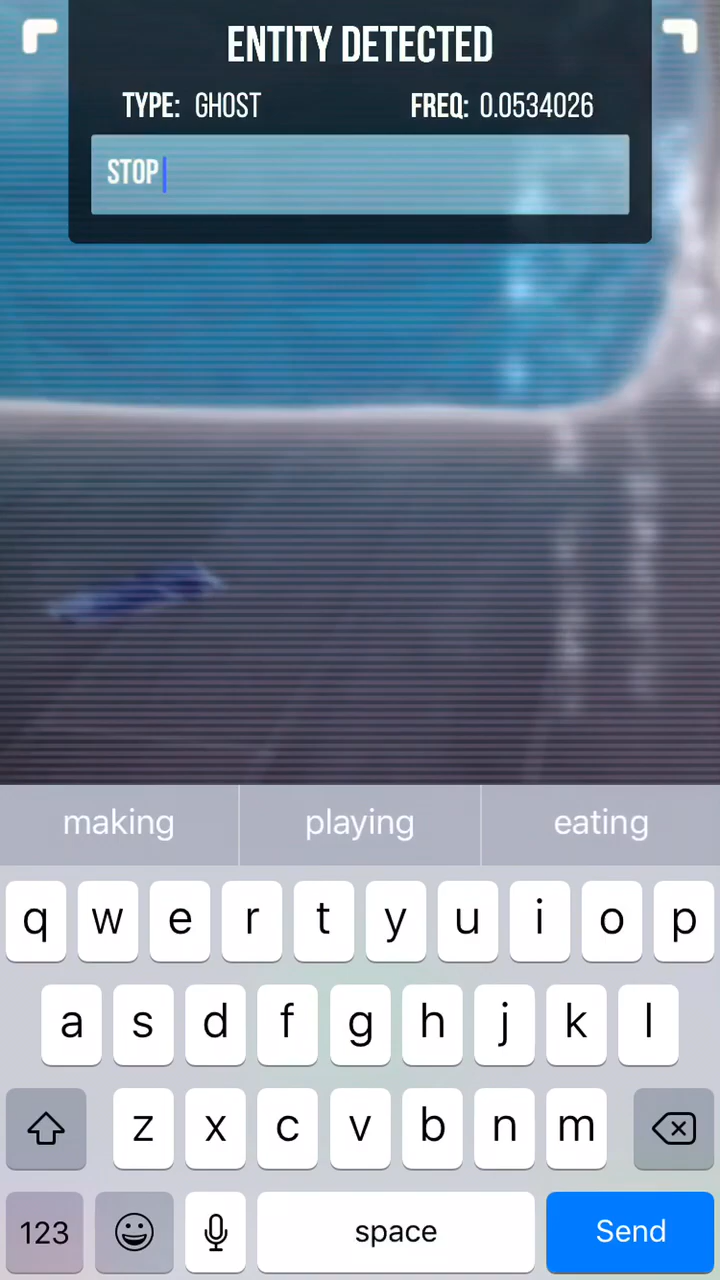 ENTITY DETECTED
TYPE: GHOST FREQ: 0.0534026
STOP
making playing eating
q w e r t y u i o p
a s d f g h j k l
z x c v b n m
123 space Send